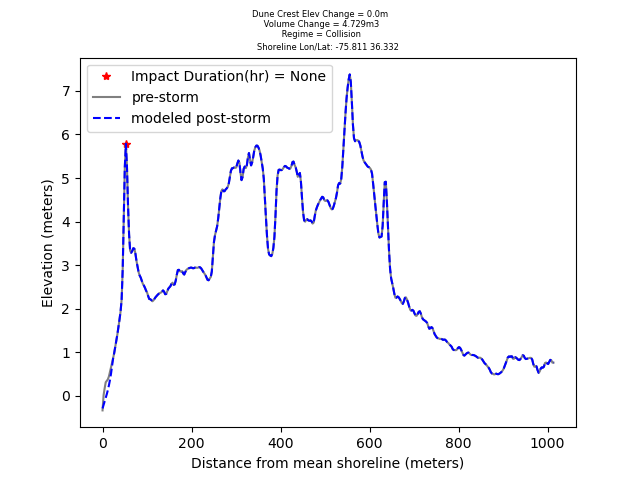 Dune Crest Elev Change = 0.0m
Volume Change = 4.729m3
Regime = Collision
Shoreline Lon/Lat: -75.811 36.332
Impact Duration(hr) = None
pre-storm
modeled post-storm
7
6
5
4
3
2
1
0
Elevation (meters)
0 200 400 600 800 1000
Distance from mean shoreline (meters)